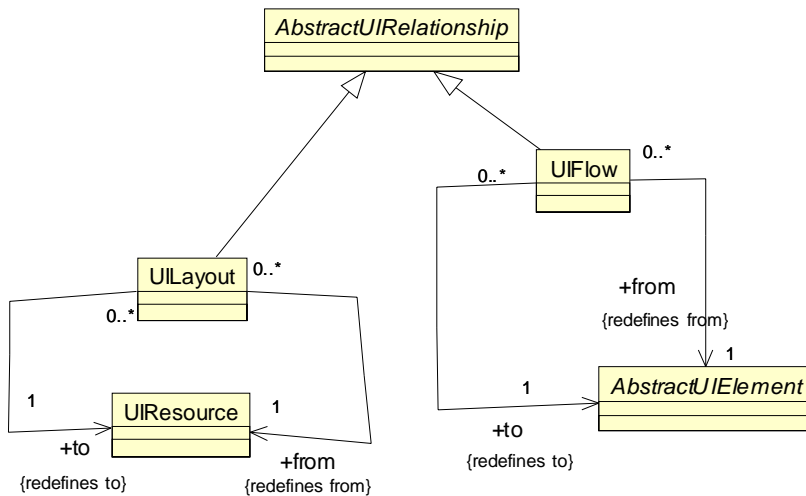 AbstractUIRelationship
0..*
UIFlow
0..*
UILayout
0..*
0..*
+from
{redefines from}
1
AbstractUIElement
1
+to
{redefines to}
1
UIResource
1
+to
{redefines to}
+from
{redefines from}